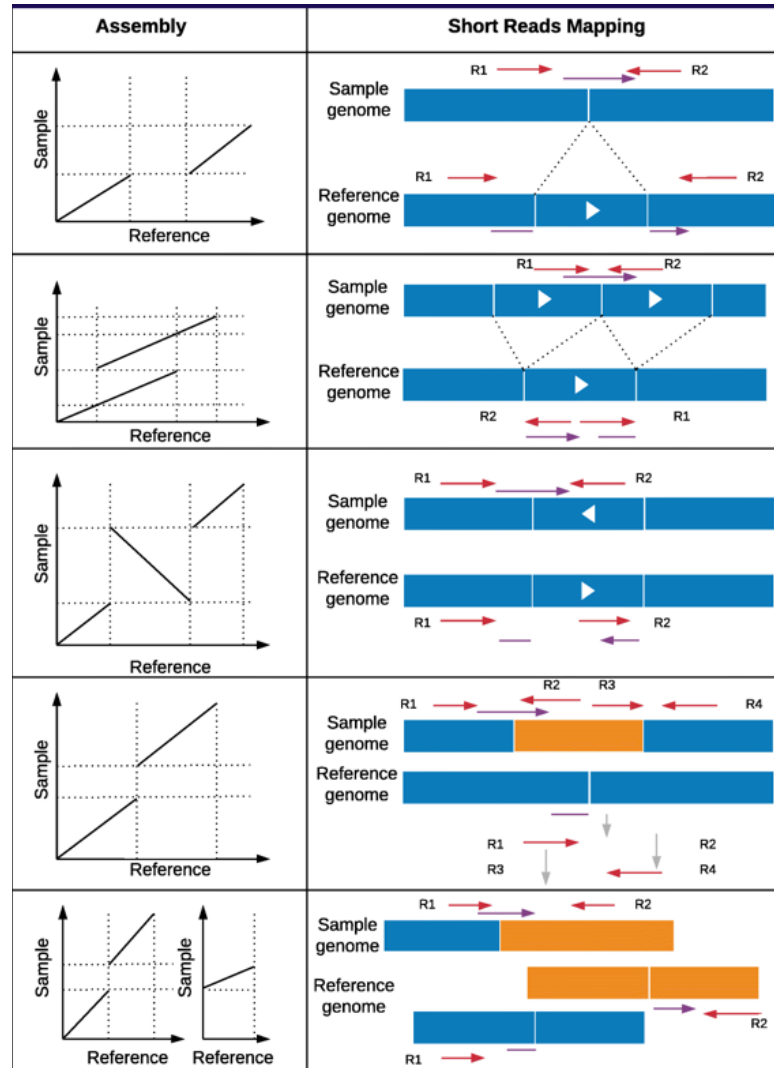 Assembly
Short Reads Mapping
Sample
Reference
R1
R2
Sample
genome
R1
R2
Reference
genome
Sample
Reference
R1
R2
Sample
genome
Reference
genome
R2
R1
Sample
Reference
R1
R2
Sample
genome
Reference
genome
R1
R2
Sample
Reference
R2
R3
R1
R4
Sample
genome
Reference
genome
R1
R2
R3
R4
Sample
Reference
Sample
Reference
R1
R2
Sample
genome
Reference
genome
R2
R1